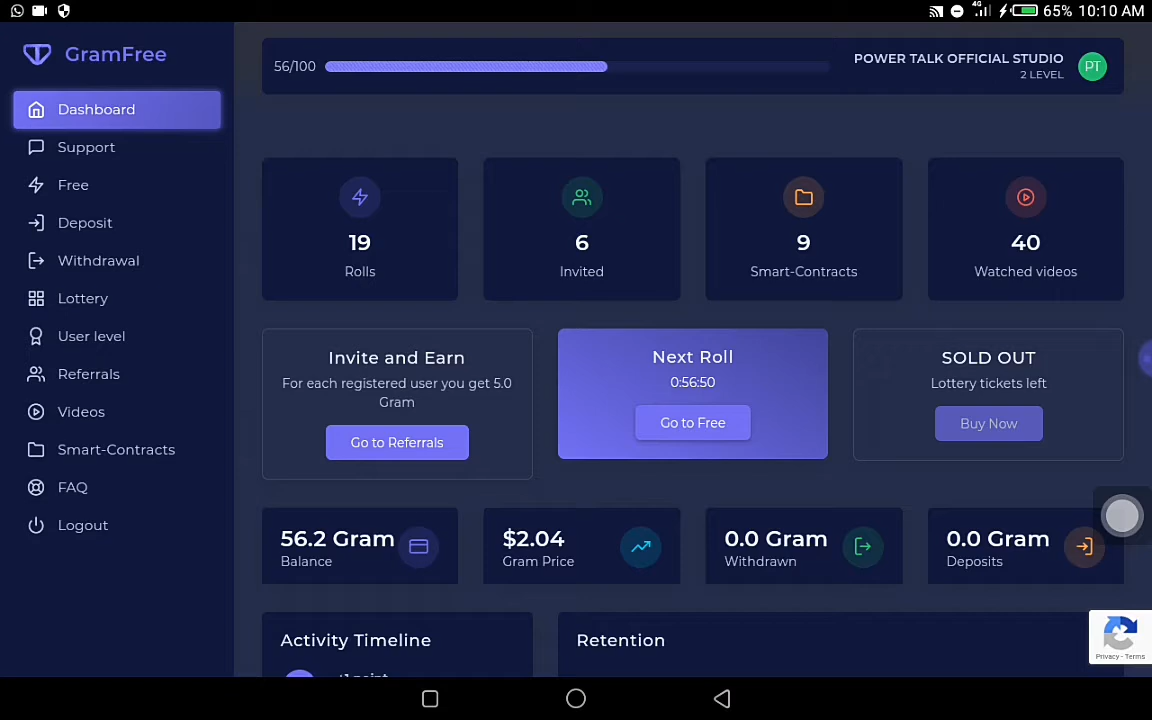 4G
65% 10:10 AM
GramFree
Dashboard
Support
Free
Deposit
Withdrawal
Lottery
User level
Referrals
Videos
Smart-Contracts
FAQ
Logout
56/100
POWER TALK OFFICIAL STUDIO
2 LEVEL
PT
19
Rolls
6
Invited
9
Smart-Contracts
40
Watched videos
Invite and Earn
For each registered user you get 5.0
Gram
Go to Referrals
Next Roll
0:56:50
Go to Free
SOLD OUT
Lottery tickets left
Buy Now
56.2 Gram
Balance
$2.04
Gram Price
0.0 Gram
Withdrawn
0.0 Gram
Deposits
Activity Timeline
Retention
Privacy - Terms